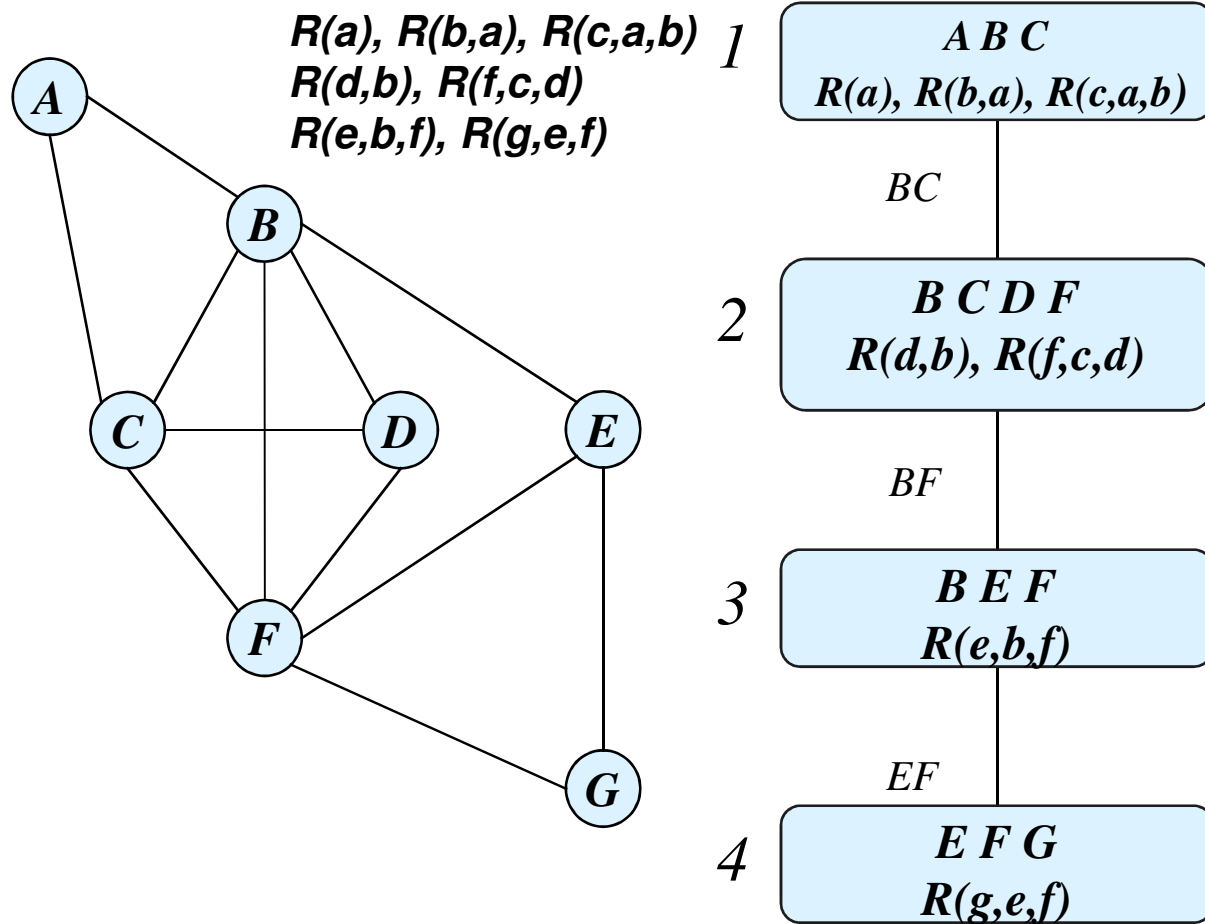 R(a), R(b,a), R(c,a,b)
R(d,b), R(f,c,d)
R(e,b,f), R(g,e,f)
A
B
C
D
E
F
G
1
A B C
R(a), R(b,a), R(c,a,b)
BC
2
B C D F
R(d,b), R(f,c,d)
BF
3
B E F
R(e,b,f)
EF
4
E F G
R(g,e,f)